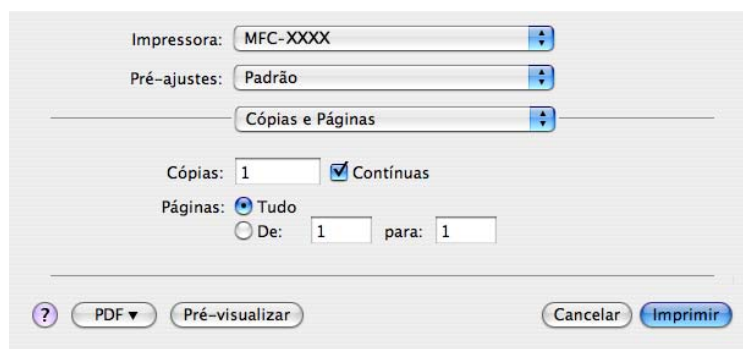 Impressora: MFC-XXXX
Pré-ajustes: Padrão
Cópias e Páginas
Cópias: 1 Contínuas
Páginas: Tudo
De: 1 para: 1
? PDF ▼ Pré-visualizar Cancelar Imprimir